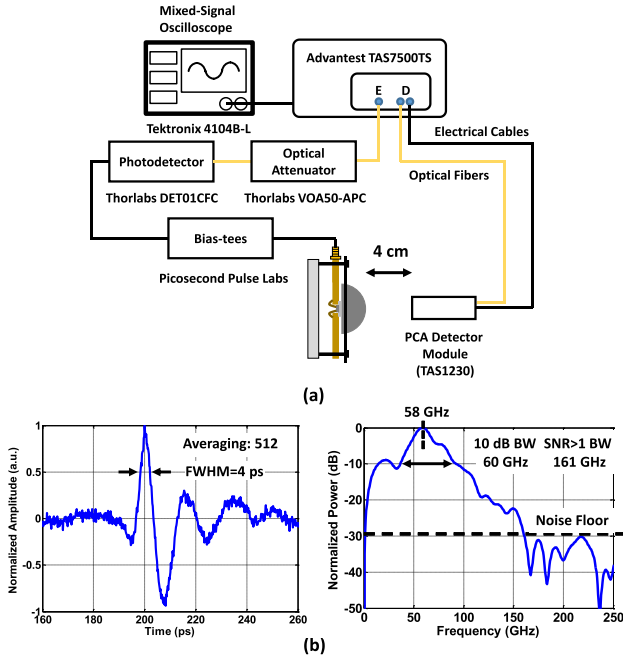 Mixed-Signal
Oscilloscope
Advantest TAS7500TS
E D
Tektronix 4104B-L
Electrical Cables
Photodetector
Optical
Attenuator
Optical Fibers
Thorlabs DET01CFC
Thorlabs VOA50-APC
Bias-tees
4 cm
Picosecond Pulse Labs
PCA Detector
Module
(TAS1230)
(a)
Normalized Amplitude (a.u.)
1
0.5
0
-0.5
-1
160 180 200 220 240 260
Time (ps)
Averaging: 512
FWHM=4 ps
58 GHz
10 dB BW
60 GHz
SNR>1 BW
161 GHz
Noise Floor
Normalized Power (dB)
0
-10
-20
-30
-40
-50
0 50 100 150 200 250
Frequency (GHz)
(b)